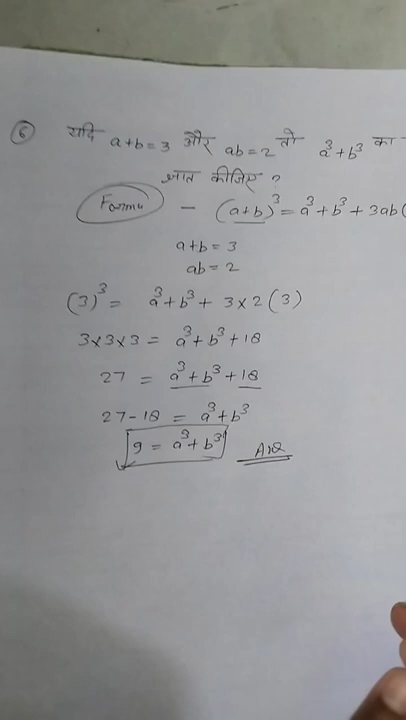 ⑥ यदि a+b=3 और ab=2 तो a³+b³ का
ज्ञात कीजिए ?
Formu - (a+b)³ = a³+b³+3ab(
a+b = 3
ab = 2
(3)³ = a³+b³+ 3×2(3)
3×3×3 = a³+b³+18
27 = a³+b³+18
27-18 = a³+b³
9 = a³+b³ Ans